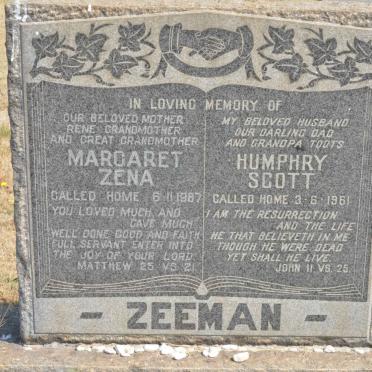 IN LOVING MEMORY OF
OUR BELOVED MOTHER
RENE GRANDMOTHER
AND GREAT GRANDMOTHER
MARGARET
ZENA
CALLED HOME 6·11·1987
YOU LOVED MUCH AND
GAVE MUCH
WELL DONE GOOD AND FAITH
FULL SERVANT ENTER INTO
THE JOY OF YOUR LORD.
MATTHEW 25 VS 21
MY BELOVED HUSBAND
OUR DARLING DAD
AND GRANDPA TOOTS
HUMPHRY
SCOTT
CALLED HOME 3·6·1961
I AM THE RESURRECTION
AND THE LIFE
HE THAT BELIEVETH IN ME
THOUGH HE WERE DEAD
YET SHALL HE LIVE.
JOHN 11 VS. 25.
- ZEEMAN -